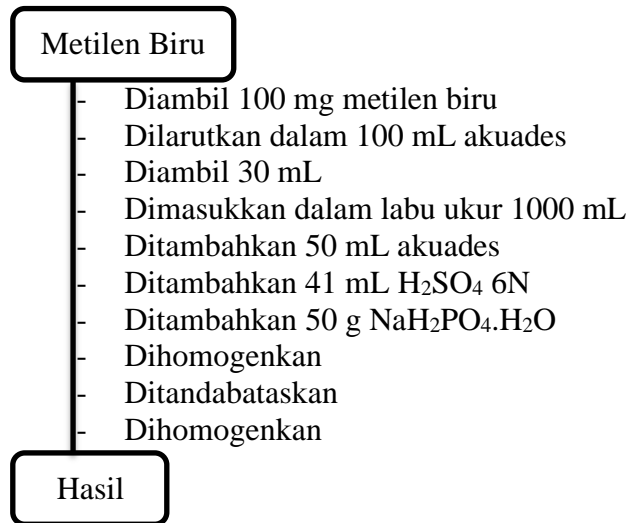 Metilen Biru
- Diambil 100 mg metilen biru
- Dilarutkan dalam 100 mL akuades
- Diambil 30 mL
- Dimasukkan dalam labu ukur 1000 mL
- Ditambahkan 50 mL akuades
- Ditambahkan 41 mL H₂SO₄ 6N
- Ditambahkan 50 g NaH₂PO₄.H₂O
- Dihomogenkan
- Ditandabataskan
- Dihomogenkan
Hasil